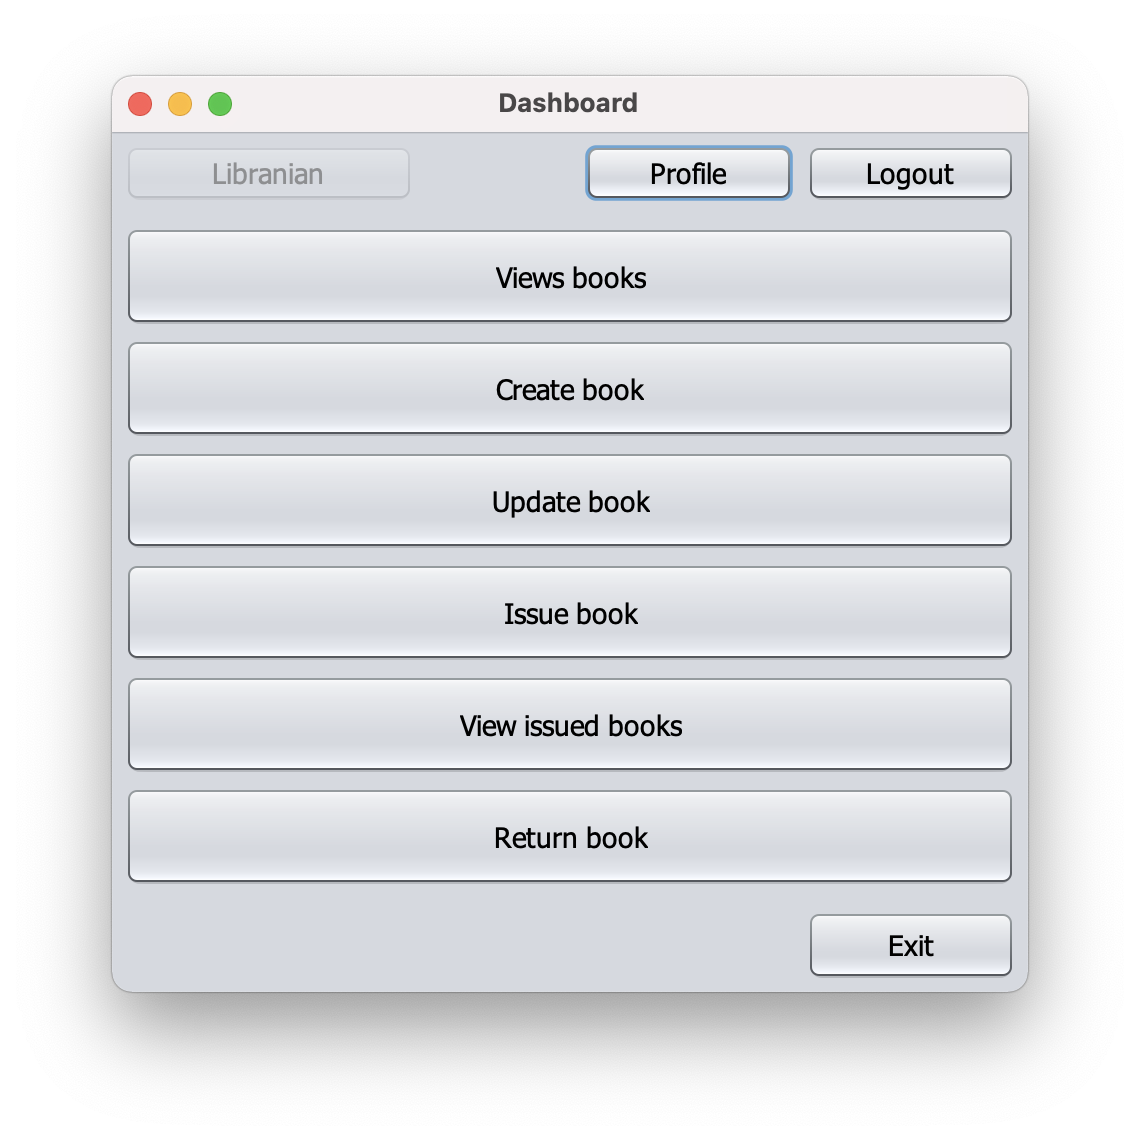 Dashboard
Libranian Profile Logout
Views books
Create book
Update book
Issue book
View issued books
Return book
Exit